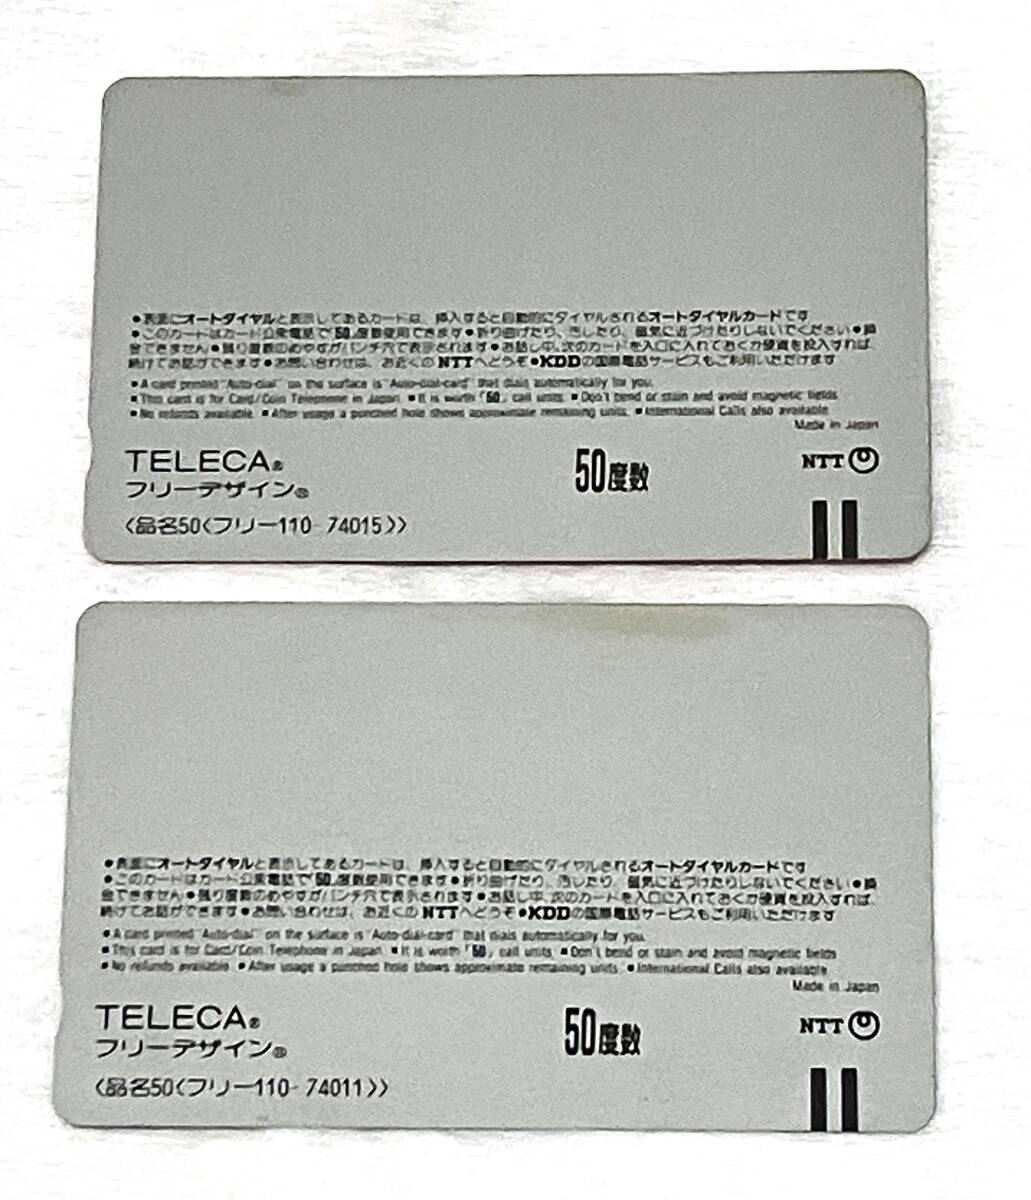 ●表面にオートダイヤルと表示してあるカードは、挿入すると自動的にダイヤルされるオートダイヤルカードです
●このカードはカード公衆電話で「50」度数使用できます●折り曲げたり、汚したり、磁気に近づけたりしないでください●換
金できません●残り度数のめやすがパンチ穴で表示されます●お話し中、次のカードを入口に入れておくか硬貨を投入すれば、
続けてお話ができます●お問い合わせは、お近くのNTTへどうぞ●KDDの国際電話サービスもご利用いただけます
●A card printed "Auto-dial" on the surface is "Auto-dial-card" that dials automatically for you.
●This card is for Card/Coin Telephone in Japan. ●It is worth「50」call units. ●Don't bend or stain and avoid magnetic fields.
●No refunds available. ●After usage a punched hole shows approximate remaining units. ●International Calls also available.
Made in Japan
TELECA®
フリーデザイン®
50度数
NTT
〈品名50〈フリー110-74015〉〉
●表面にオートダイヤルと表示してあるカードは、挿入すると自動的にダイヤルされるオートダイヤルカードです
●このカードはカード公衆電話で「50」度数使用できます●折り曲げたり、汚したり、磁気に近づけたりしないでください●換
金できません●残り度数のめやすがパンチ穴で表示されます●お話し中、次のカードを入口に入れておくか硬貨を投入すれば、
続けてお話ができます●お問い合わせは、お近くのNTTへどうぞ●KDDの国際電話サービスもご利用いただけます
●A card printed "Auto-dial" on the surface is "Auto-dial-card" that dials automatically for you.
●This card is for Card/Coin Telephone in Japan. ●It is worth「50」call units. ●Don't bend or stain and avoid magnetic fields.
●No refunds available. ●After usage a punched hole shows approximate remaining units. ●International Calls also available.
Made in Japan
TELECA®
フリーデザイン®
50度数
NTT
〈品名50〈フリー110-74011〉〉